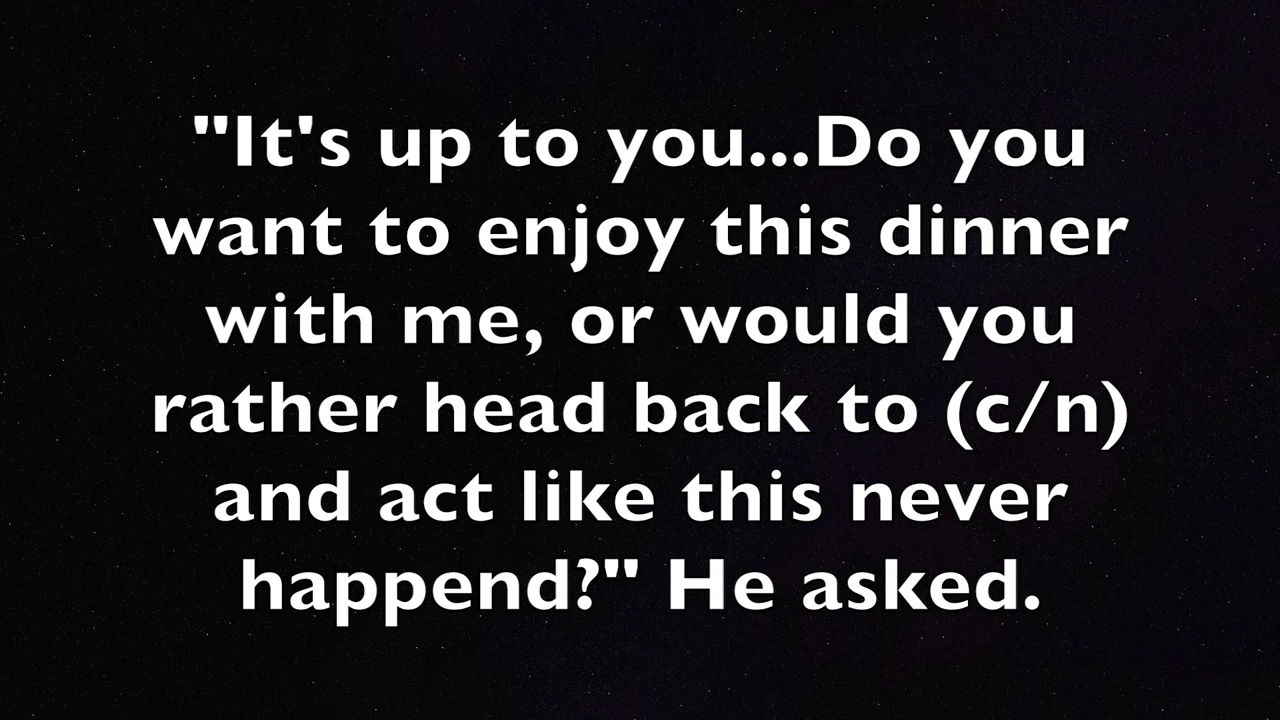 "It's up to you...Do you
want to enjoy this dinner
with me, or would you
rather head back to (c/n)
and act like this never
happend?" He asked.